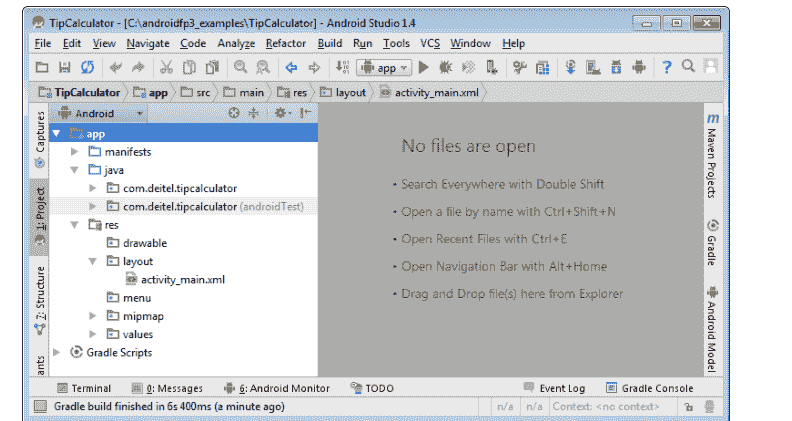 TipCalculator - [C:\androidfp3_examples\TipCalculator] - Android Studio 1.4
File Edit View Navigate Code Analyze Refactor Build Run Tools VCS Window Help
app
?
TipCalculator app src main res layout activity_main.xml
Captures
1: Project
7: Structure
ants
Android
app
manifests
java
com.deitel.tipcalculator
com.deitel.tipcalculator (androidTest)
res
drawable
layout
activity_main.xml
menu
mipmap
values
Gradle Scripts
No files are open
• Search Everywhere with Double Shift
• Open a file by name with Ctrl+Shift+N
• Open Recent Files with Ctrl+E
• Open Navigation Bar with Alt+Home
• Drag and Drop file(s) here from Explorer
m Maven Projects
Gradle
Android Model
Terminal 0: Messages 6: Android Monitor TODO Event Log Gradle Console
Gradle build finished in 6s 400ms (a minute ago) n/a n/a Context: <no context>